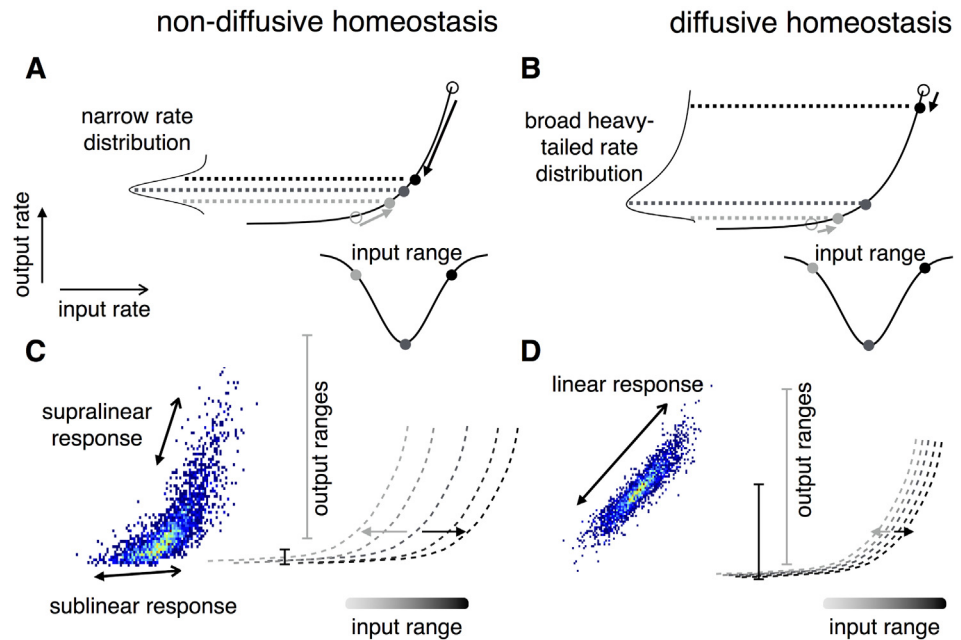 non-diffusive homeostasis
diffusive homeostasis
A
narrow rate
distribution
output rate
input rate
input range
B
broad heavy-
tailed rate
distribution
input range
C
supralinear
response
sublinear response
output ranges
input range
D
linear response
output ranges
input range